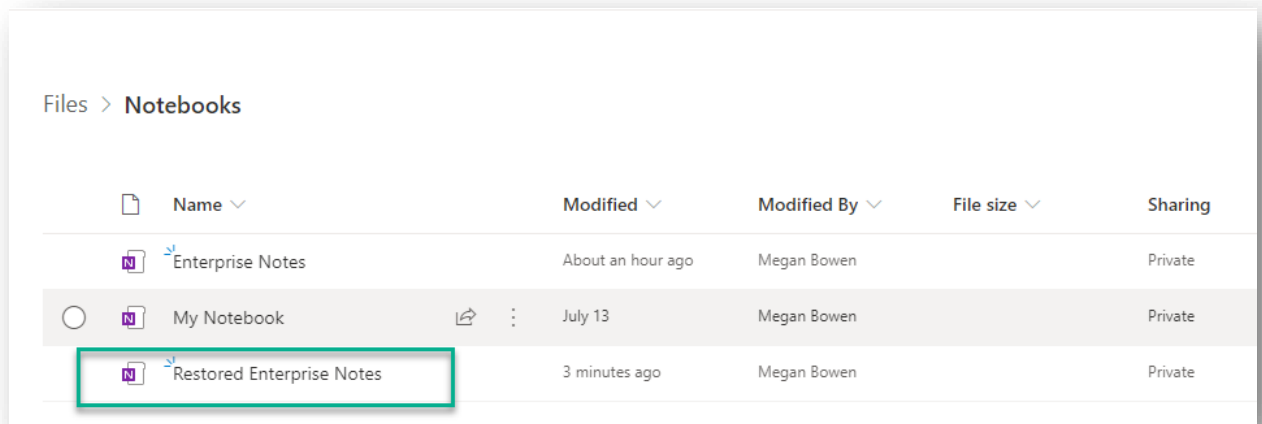 Files > Notebooks
Name Modified Modified By File size Sharing
N Enterprise Notes About an hour ago Megan Bowen Private
N My Notebook July 13 Megan Bowen Private
N Restored Enterprise Notes 3 minutes ago Megan Bowen Private